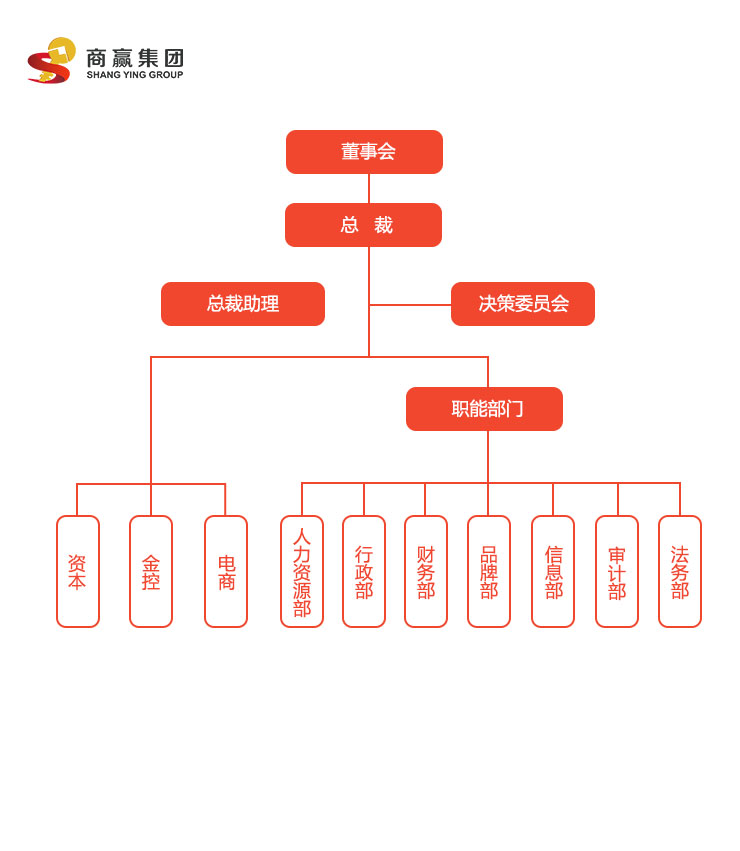 商赢集团
SHANG YING GROUP
董事会
总 裁
总裁助理
决策委员会
职能部门
资本
金控
电商
人力资源部
行政部
财务部
品牌部
信息部
审计部
法务部